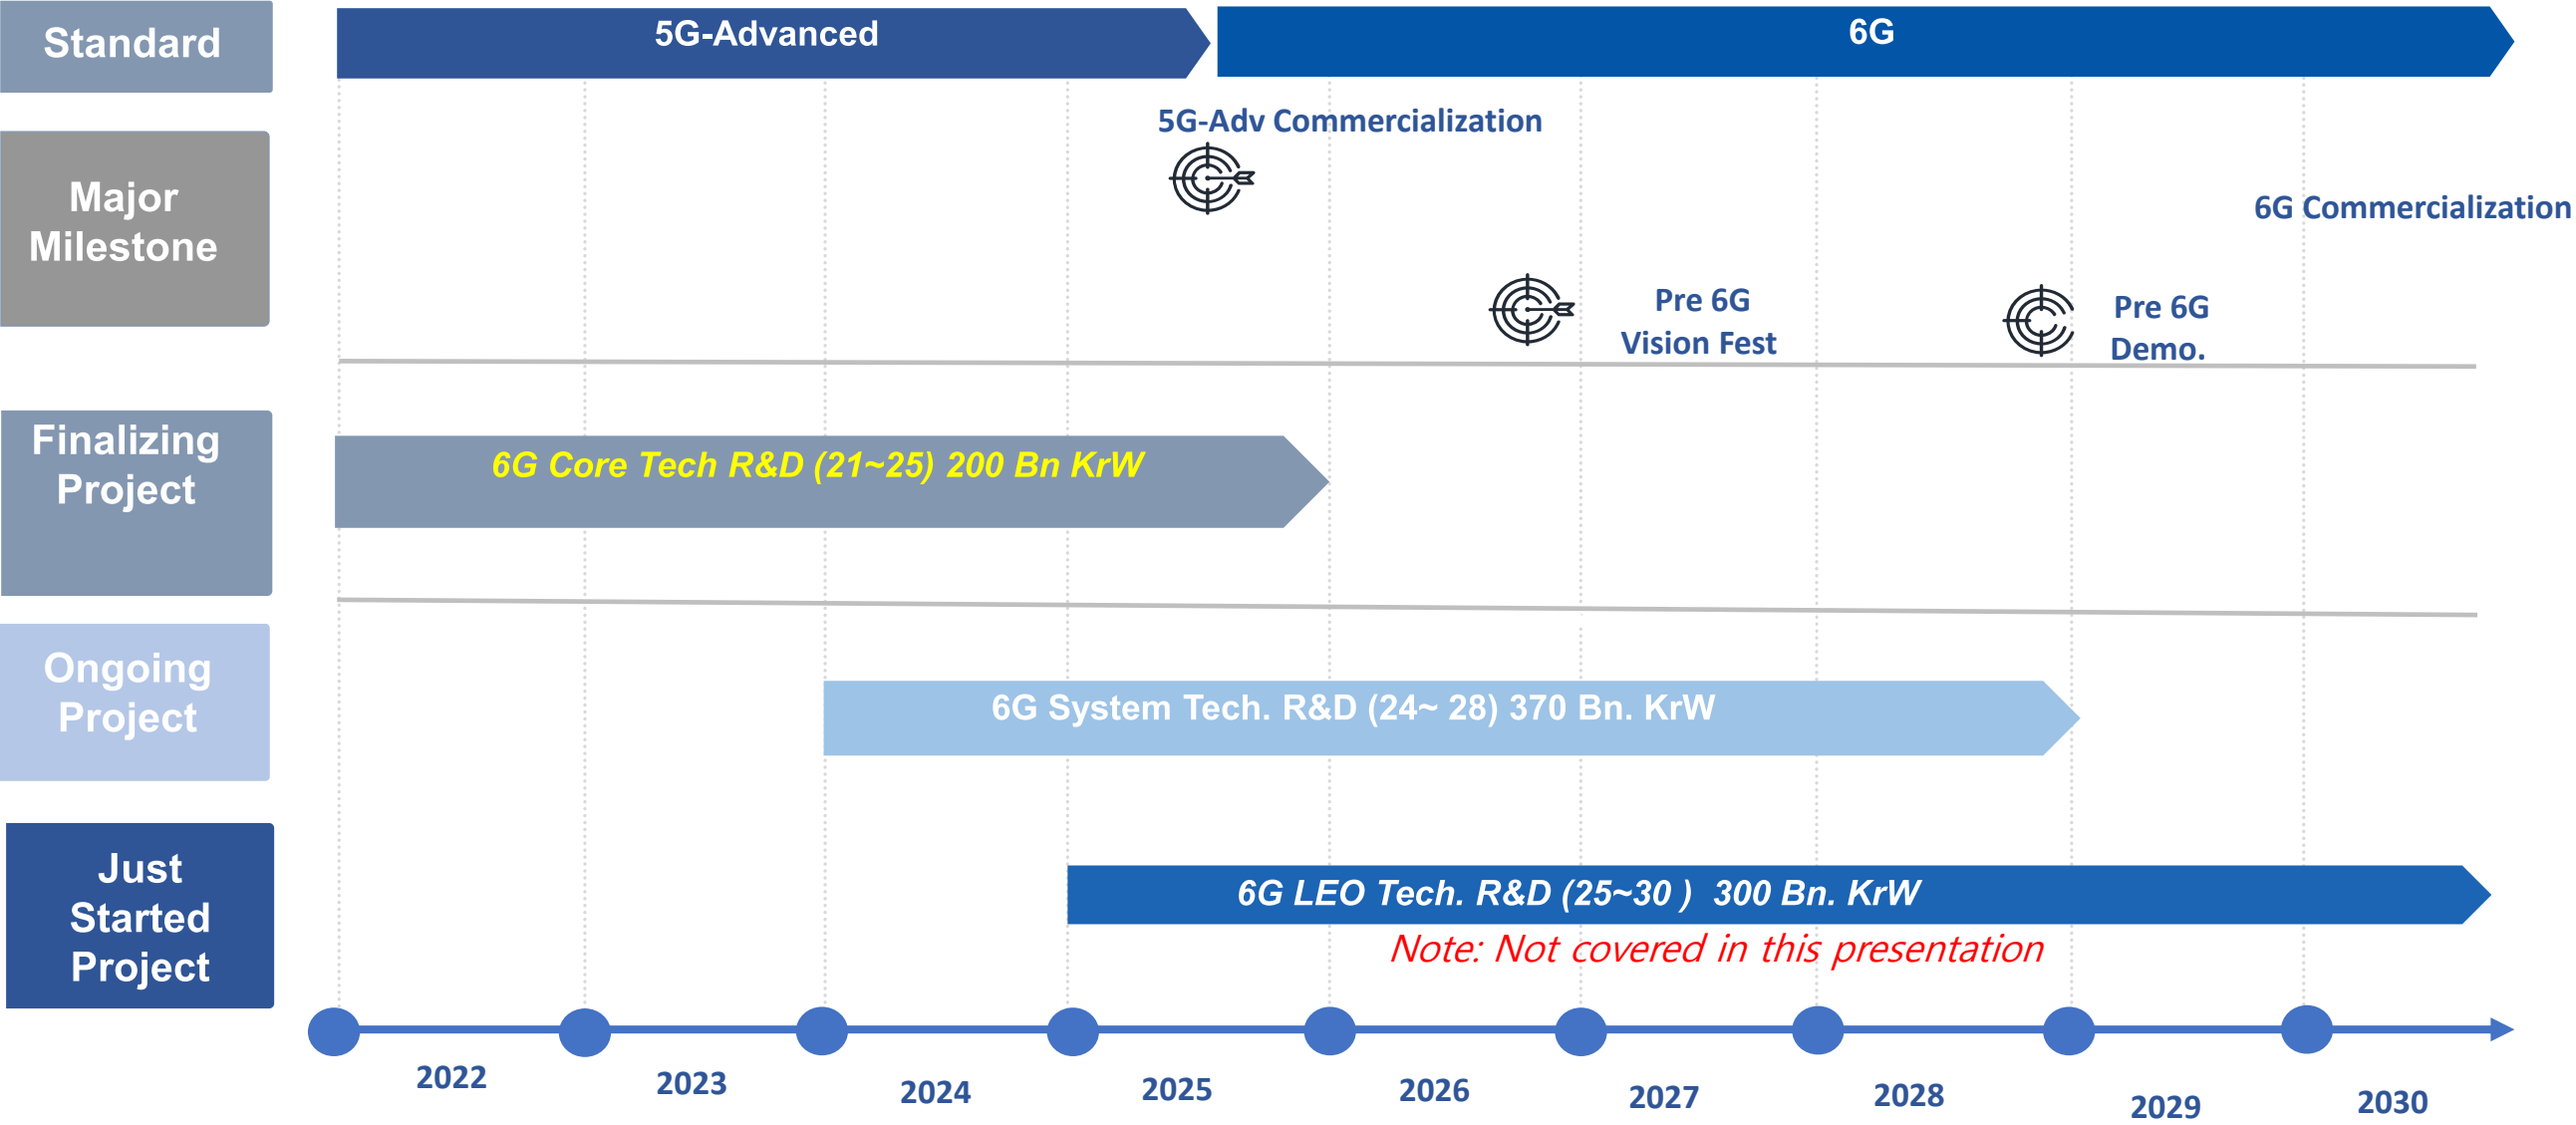 Standard
5G-Advanced
6G
Major
Milestone
5G-Adv Commercialization
6G Commercialization
Pre 6G
Vision Fest
Pre 6G
Demo.
Finalizing
Project
6G Core Tech R&D (21~25) 200 Bn KrW
Ongoing
Project
6G System Tech. R&D (24~ 28) 370 Bn. KrW
Just
Started
Project
6G LEO Tech. R&D (25~30 )  300 Bn. KrW
Note: Not covered in this presentation
2022
2023
2024
2025
2026
2027
2028
2029
2030